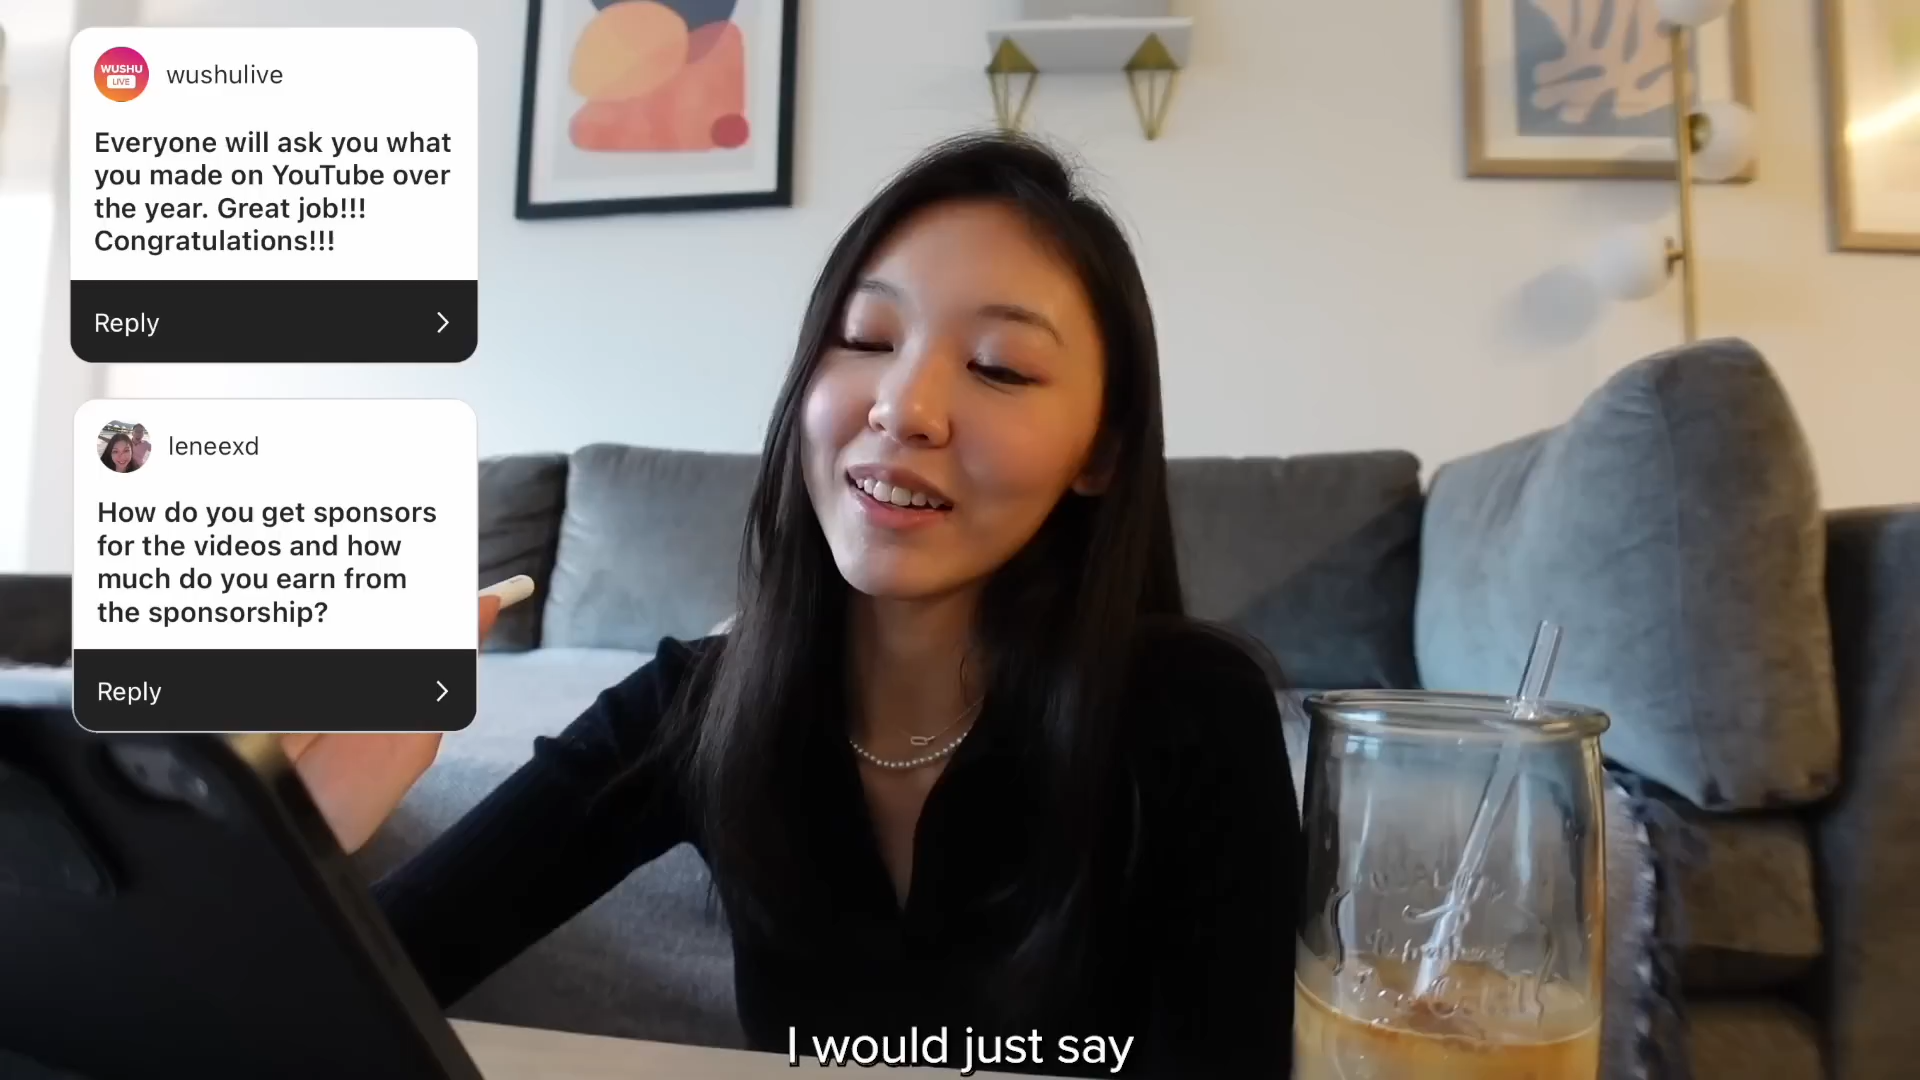 WUSHU
LIVE
wushulive
Everyone will ask you what
you made on YouTube over
the year. Great job!!!
Congratulations!!!
Reply
leneexd
How do you get sponsors
for the videos and how
much do you earn from
the sponsorship?
Reply
I would just say